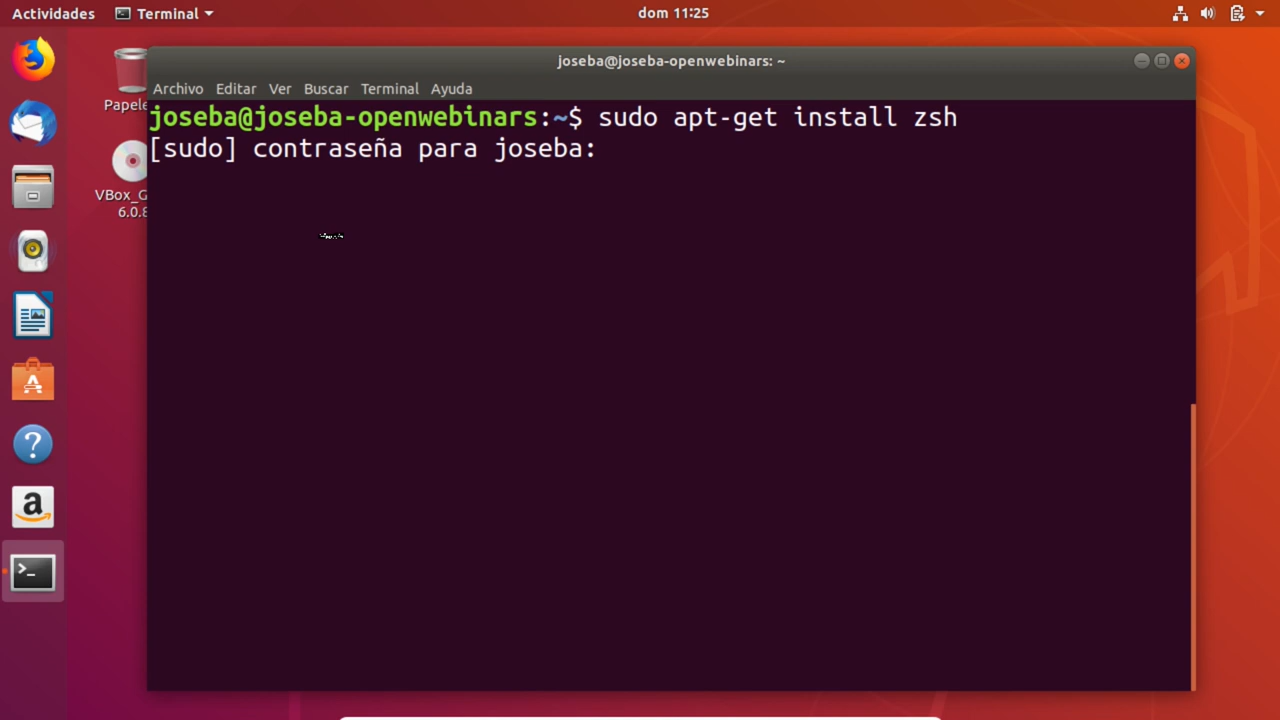 Actividades Terminal dom 11:25
joseba@joseba-openwebinars: ~
Archivo Editar Ver Buscar Terminal Ayuda
joseba@joseba-openwebinars:~$ sudo apt-get install zsh
[sudo] contraseña para joseba:
Papele
VBox_G
6.0.8